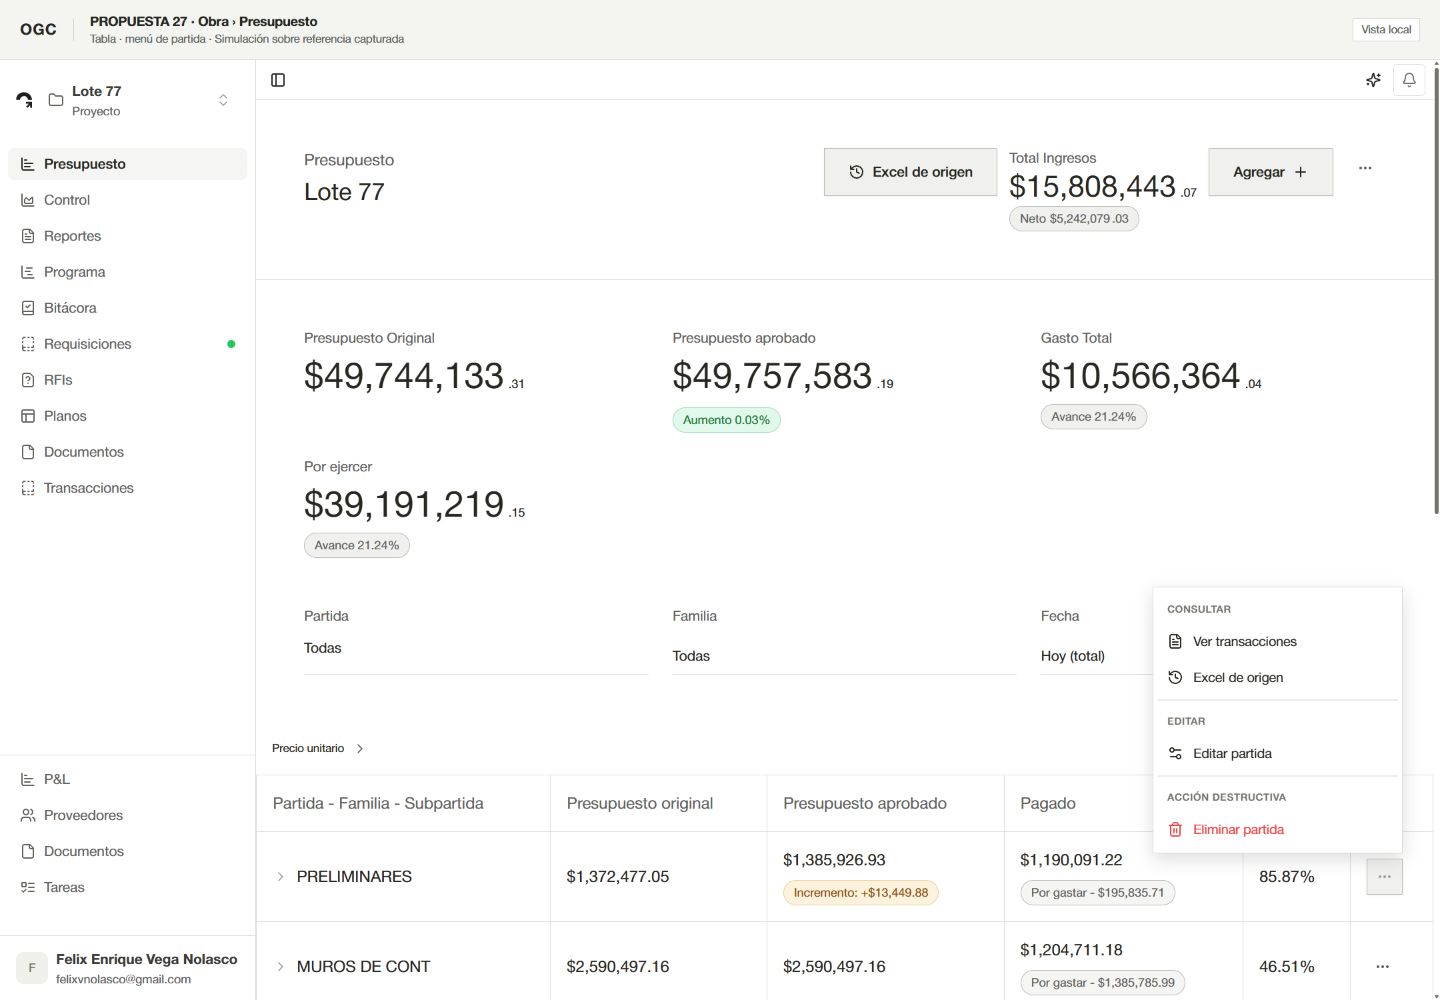 OGC
PROPUESTA 27 · Obra › Presupuesto
Tabla · menú de partida · Simulación sobre referencia capturada
Vista local
Lote 77
Proyecto
Presupuesto
Control
Reportes
Programa
Bitácora
Requisiciones
RFIs
Planos
Documentos
Transacciones
P&L
Proveedores
Documentos
Tareas
F
Felix Enrique Vega Nolasco
felixvnolasco@gmail.com
Presupuesto
Lote 77
Excel de origen
Total Ingresos
$15,808,443 .07
Neto $5,242,079 .03
Agregar
Presupuesto Original
$49,744,133 .31
Presupuesto aprobado
$49,757,583 .19
Aumento 0.03%
Gasto Total
$10,566,364 .04
Avance 21.24%
Por ejercer
$39,191,219 .15
Avance 21.24%
Partida
Todas
Familia
Todas
Fecha
Hoy (total)
CONSULTAR
Ver transacciones
Excel de origen
EDITAR
Editar partida
ACCIÓN DESTRUCTIVA
Eliminar partida
Precio unitario
Partida - Familia - Subpartida
Presupuesto original
Presupuesto aprobado
Pagado
PRELIMINARES
$1,372,477.05
$1,385,926.93
Incremento: +$13,449.88
$1,190,091.22
Por gastar - $195,835.71
85.87%
MUROS DE CONT
$2,590,497.16
$2,590,497.16
$1,204,711.18
Por gastar - $1,385,785.99
46.51%